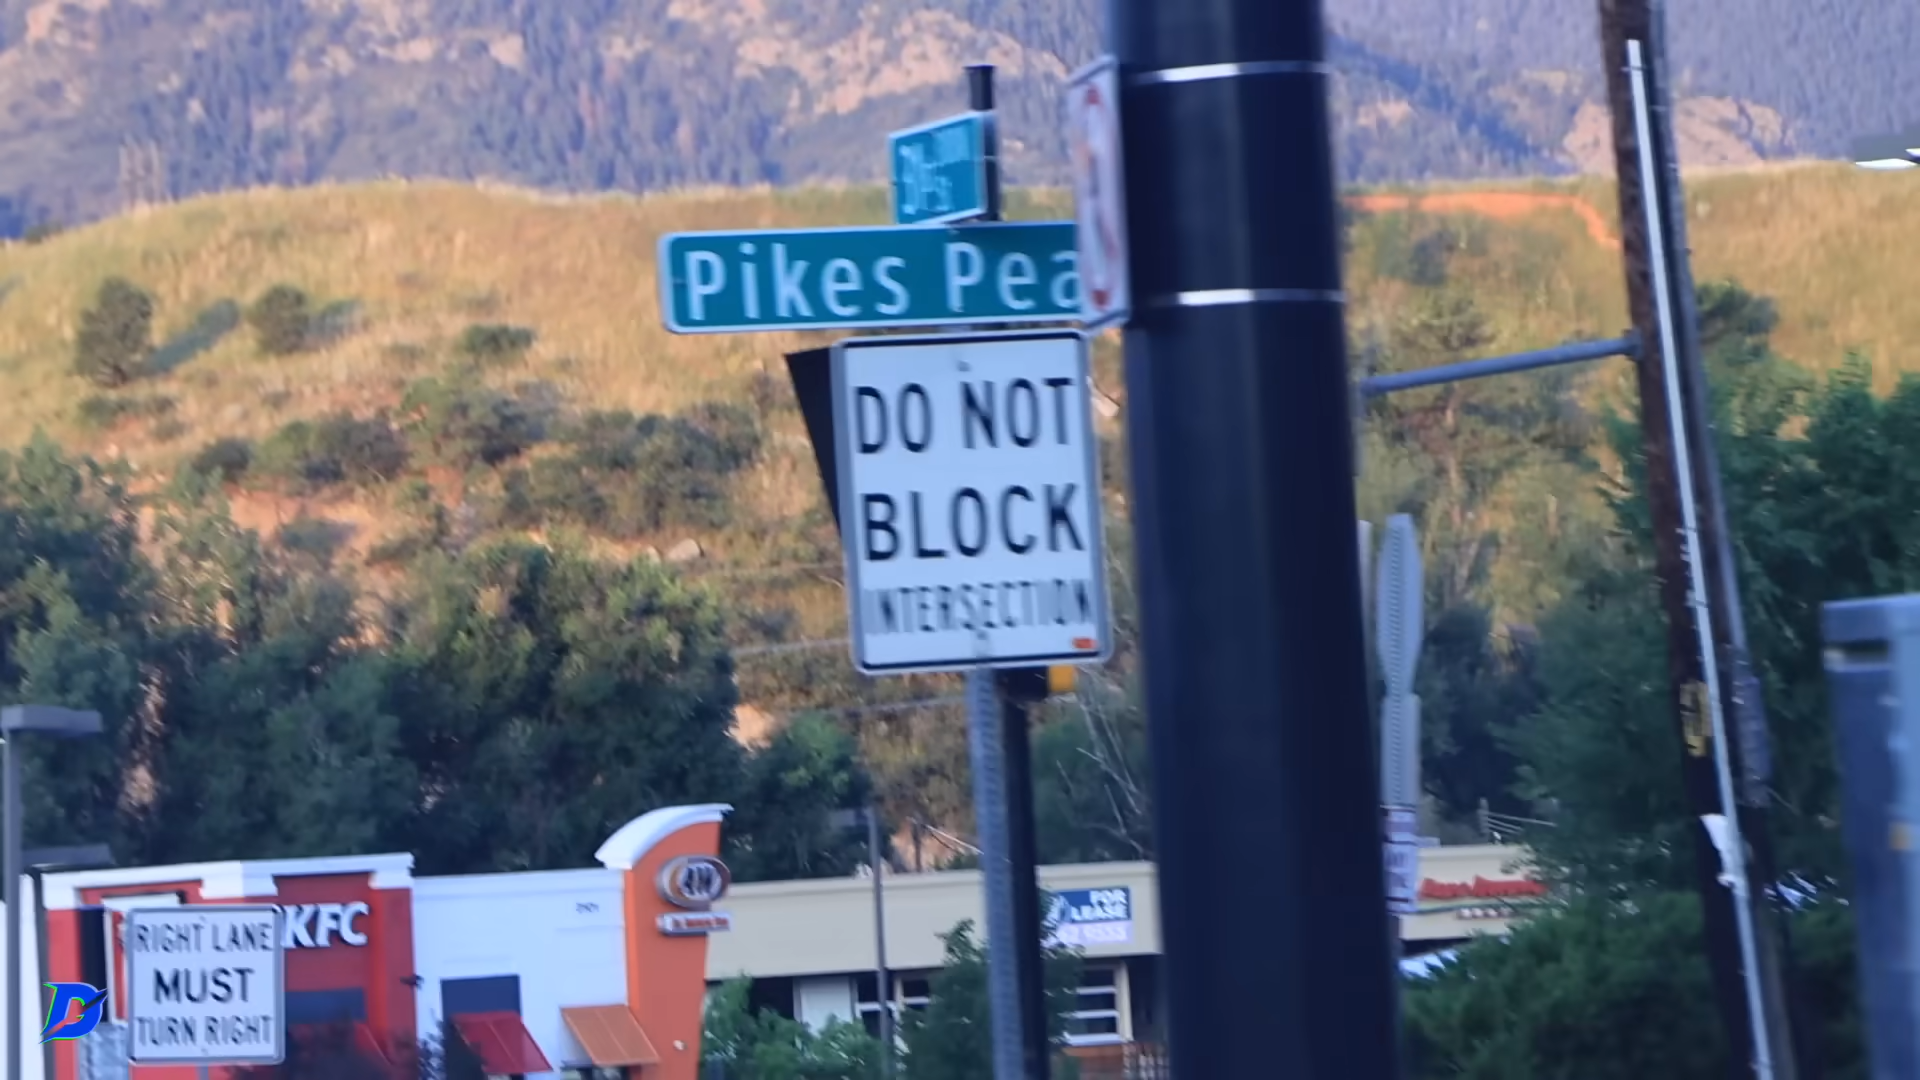 Pikes Pea
DO NOT
BLOCK
INTERSECTION
A&W
KFC
FOR
LEASE
RIGHT LANE
MUST
TURN RIGHT